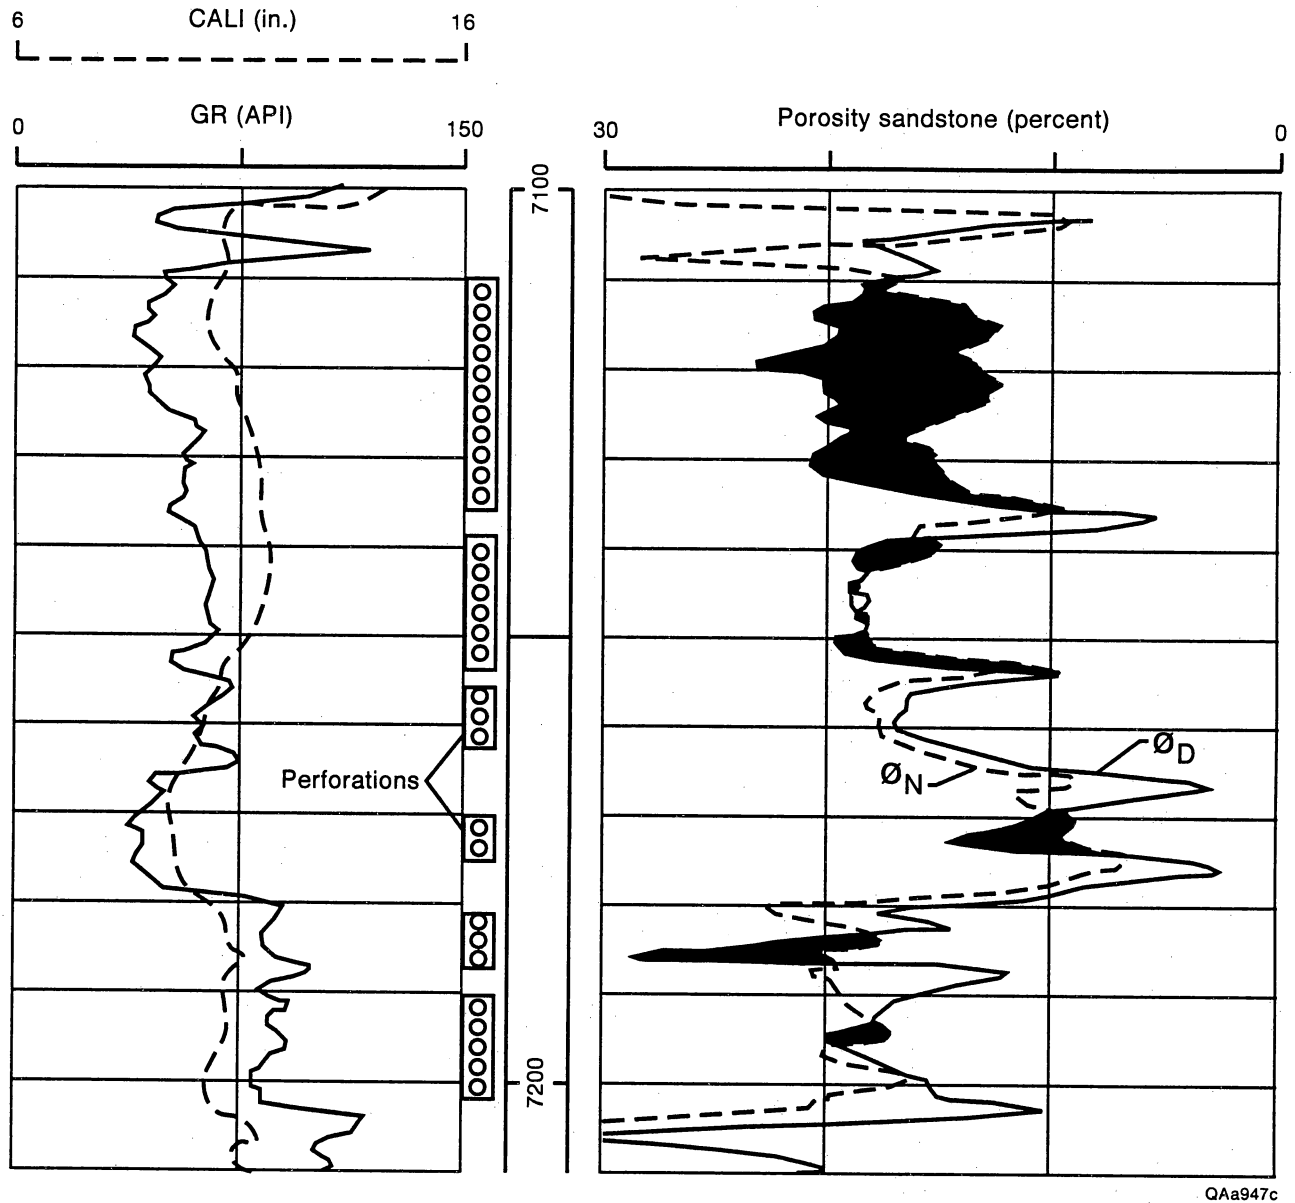 6 CALI (in.) 16
0 GR (API) 150
30 Porosity sandstone (percent) 0
7100
ØD
ØN
Perforations
7200
QAa947c